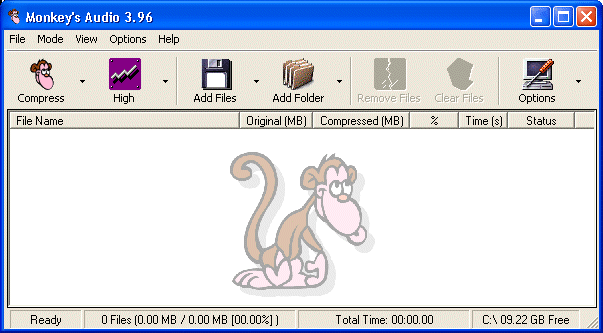 Monkey's Audio 3.96
File Mode View Options Help
Compress High Add Files Add Folder Remove Files Clear Files Options
File Name Original (MB) Compressed (MB) % Time (s) Status
Ready 0 Files (0.00 MB / 0.00 MB [00.00%] ) Total Time: 00:00.00 C:\ 09.22 GB Free